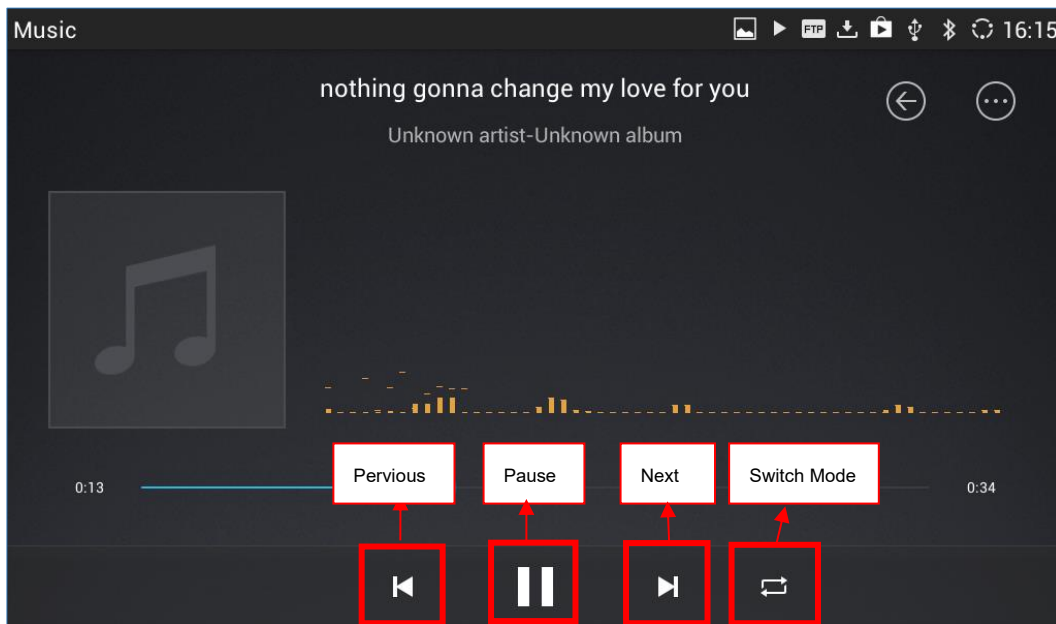 Music
FTP
16:15
nothing gonna change my love for you
Unknown artist-Unknown album
Pervious
Pause
Next
Switch Mode
0:13
0:34